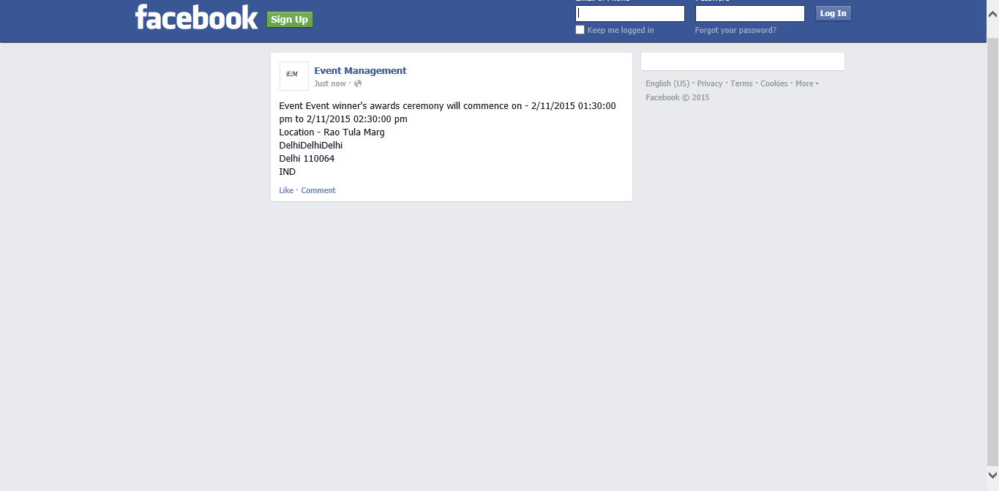 facebook
Sign Up
Log In
Keep me logged in
Forgot your password?
EM
Event Management
Just now ·
Event Event winner's awards ceremony will commence on - 2/11/2015 01:30:00
pm to 2/11/2015 02:30:00 pm
Location - Rao Tula Marg
DelhiDelhiDelhi
Delhi 110064
IND
Like · Comment
English (US) · Privacy · Terms · Cookies · More
Facebook © 2015